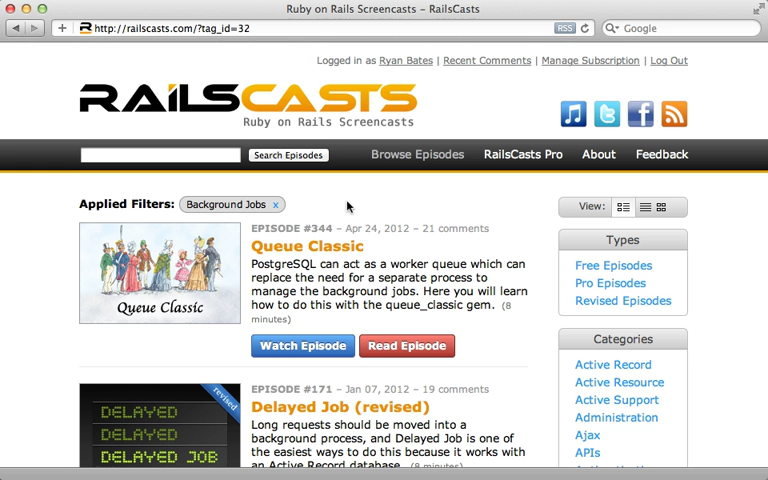 Ruby on Rails Screencasts – RailsCasts
http://railscasts.com/?tag_id=32
RSS
Google
Logged in as Ryan Bates | Recent Comments | Manage Subscription | Log Out
RAILSCASTS
Ruby on Rails Screencasts
Search Episodes
Browse Episodes
RailsCasts Pro
About
Feedback
Applied Filters: Background Jobs x
View:
EPISODE #344 – Apr 24, 2012 – 21 comments
Queue Classic
PostgreSQL can act as a worker queue which can
replace the need for a separate process to
manage the background jobs. Here you will learn
how to do this with the queue_classic gem. (8
minutes)
Queue Classic
Watch Episode
Read Episode
Types
Free Episodes
Pro Episodes
Revised Episodes
Categories
Active Record
Active Resource
Active Support
Administration
Ajax
APIs
EPISODE #171 – Jan 07, 2012 – 19 comments
Delayed Job (revised)
Long requests should be moved into a
background process, and Delayed Job is one of
the easiest ways to do this because it works with
an Active Record database. (8 minutes)
revised
DELAYED
DELAYED
DELAYED JOB